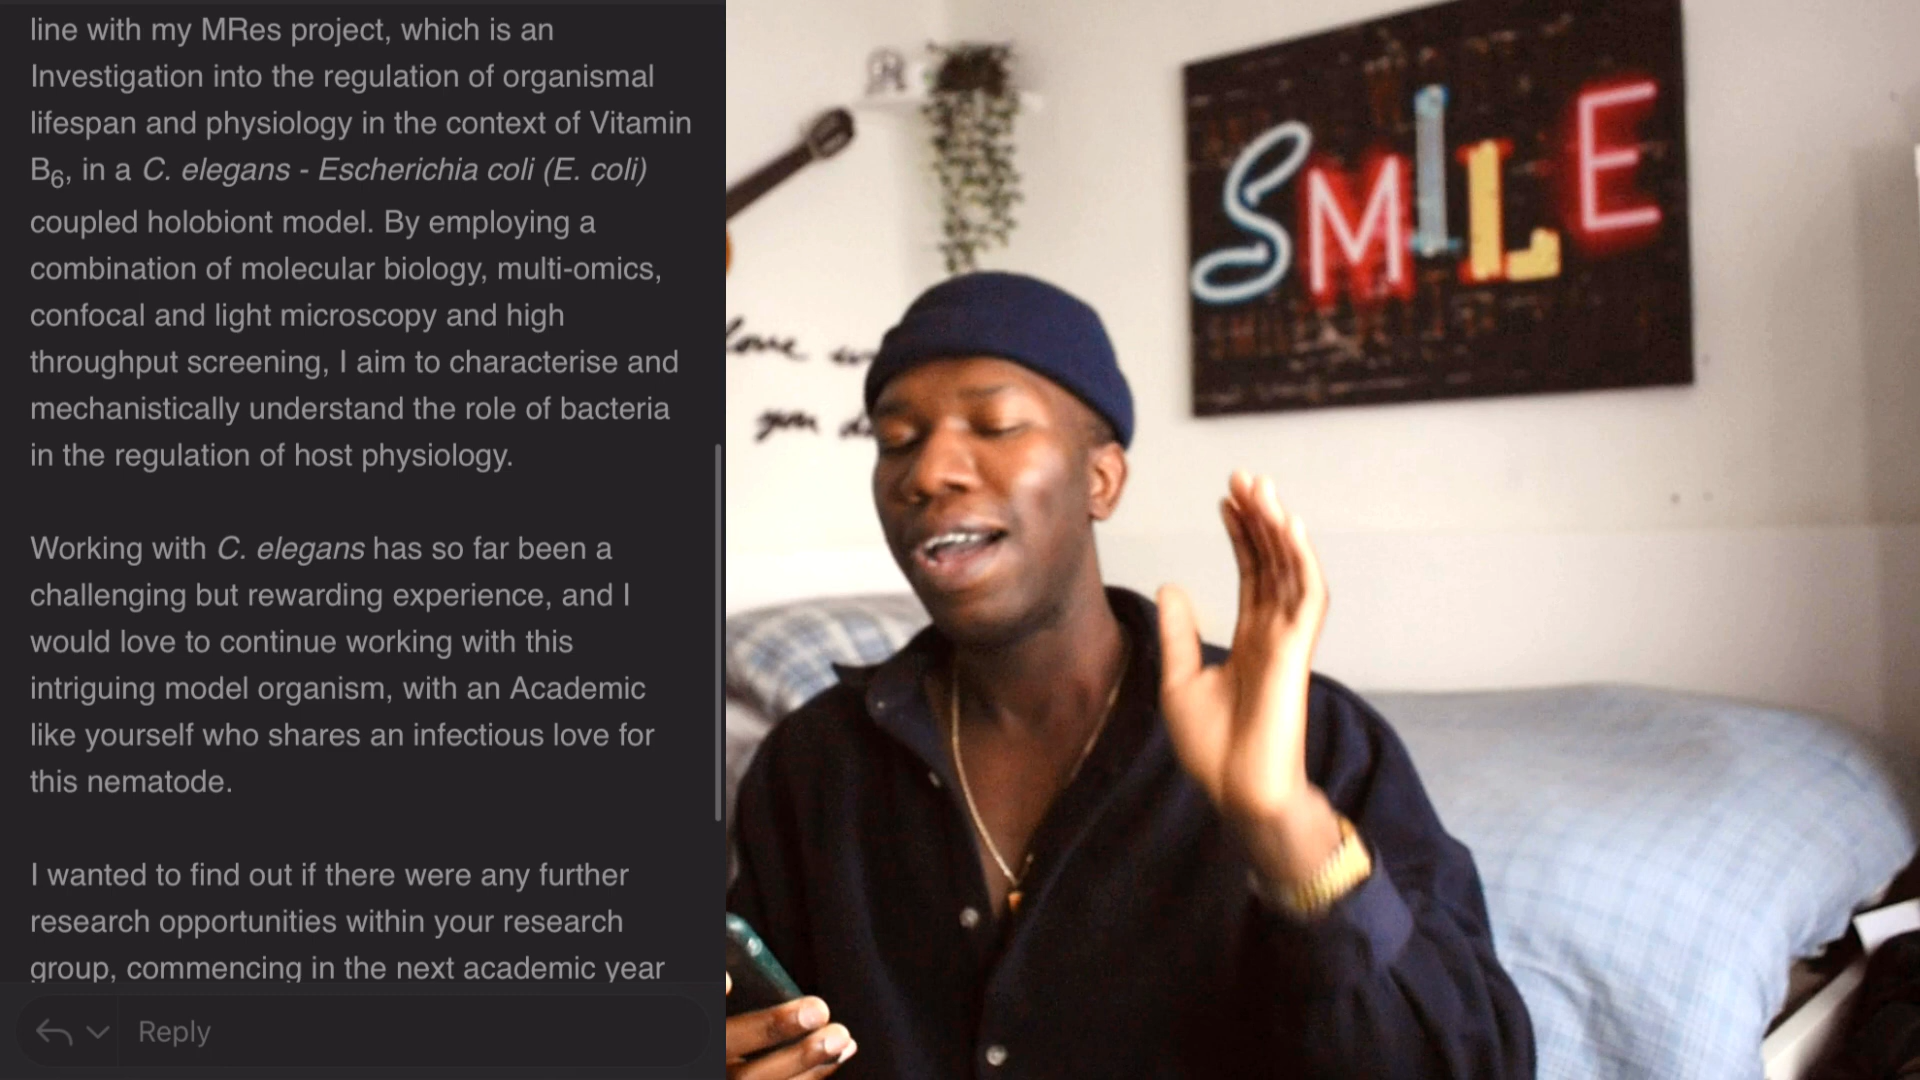 line with my MRes project, which is an
Investigation into the regulation of organismal
lifespan and physiology in the context of Vitamin
B6, in a C. elegans - Escherichia coli (E. coli)
coupled holobiont model. By employing a
combination of molecular biology, multi-omics,
confocal and light microscopy and high
throughput screening, I aim to characterise and
mechanistically understand the role of bacteria
in the regulation of host physiology.
Working with C. elegans has so far been a
challenging but rewarding experience, and I
would love to continue working with this
intriguing model organism, with an Academic
like yourself who shares an infectious love for
this nematode.
I wanted to find out if there were any further
research opportunities within your research
group, commencing in the next academic year
Reply
SMILE
love
you